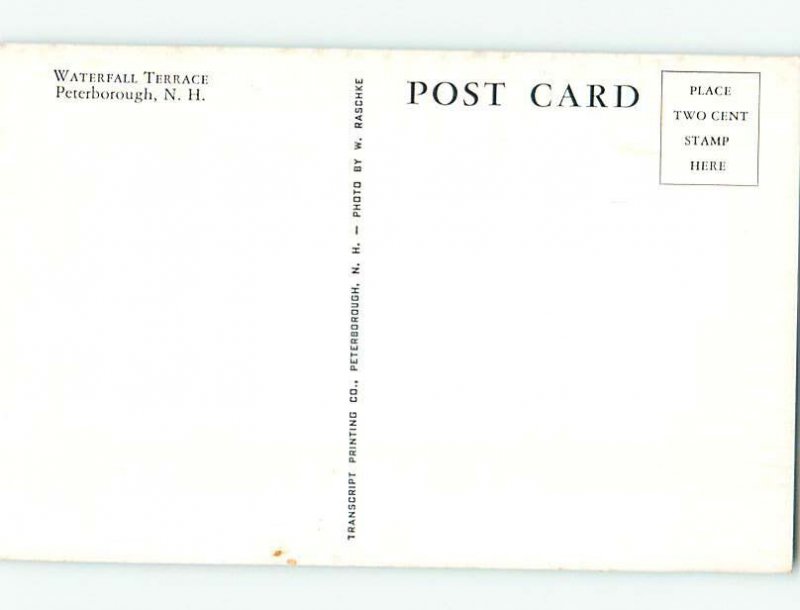 WATERFALL TERRACE
Peterborough, N. H.
TRANSCRIPT PRINTING CO., PETERBOROUGH, N. H. — PHOTO BY W. RASCHKE
POST CARD
PLACE
TWO CENT
STAMP
HERE